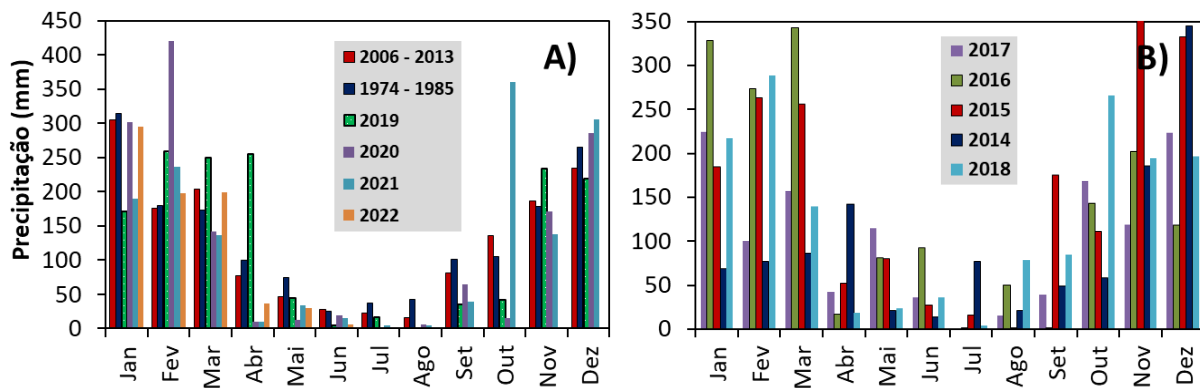 Precipitação (mm)
450
400
350
300
250
200
150
100
50
0
Jan
Fev
Mar
Abr
Mai
Jun
Jul
Ago
Set
Out
Nov
Dez
2006 - 2013
1974 - 1985
2019
2020
2021
2022
A)
350
300
250
200
150
100
50
0
Jan
Fev
Mar
Abr
Mai
Jun
Jul
Ago
Set
Out
Nov
Dez
2017
2016
2015
2014
2018
B)